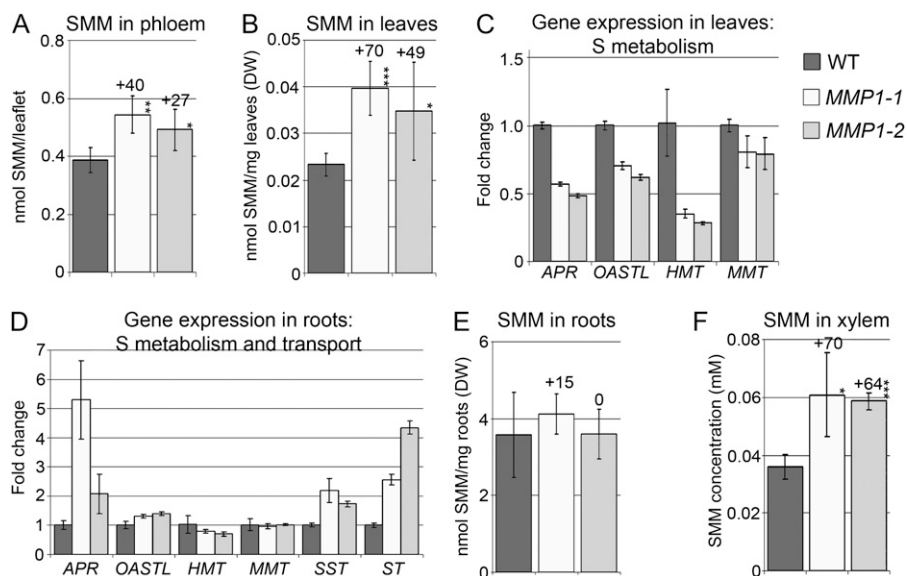 A SMM in phloem
nmol SMM/leaflet
0.8
0.6
0.4
0.2
0
+40
**
+27
*
B SMM in leaves
nmol SMM/mg leaves (DW)
0.05
0.04
0.03
0.02
0.01
0
+70
***
+49
*
C Gene expression in leaves:
S metabolism
Fold change
1.5
1.0
0.5
0
APR OASTL HMT MMT
WT
MMP1-1
MMP1-2
D Gene expression in roots:
S metabolism and transport
Fold change
7
6
5
4
3
2
1
0
APR OASTL HMT MMT SST ST
E SMM in roots
nmol SMM/mg roots (DW)
6
4
2
0
+15
0
F SMM in xylem
SMM concentration (mM)
0.08
0.06
0.04
0.02
0
+70
*
+64
***